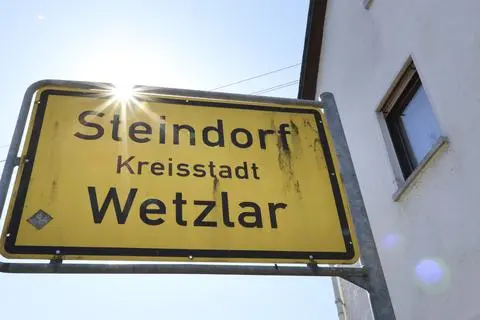 Steindorf
Kreisstadt
Wetzlar